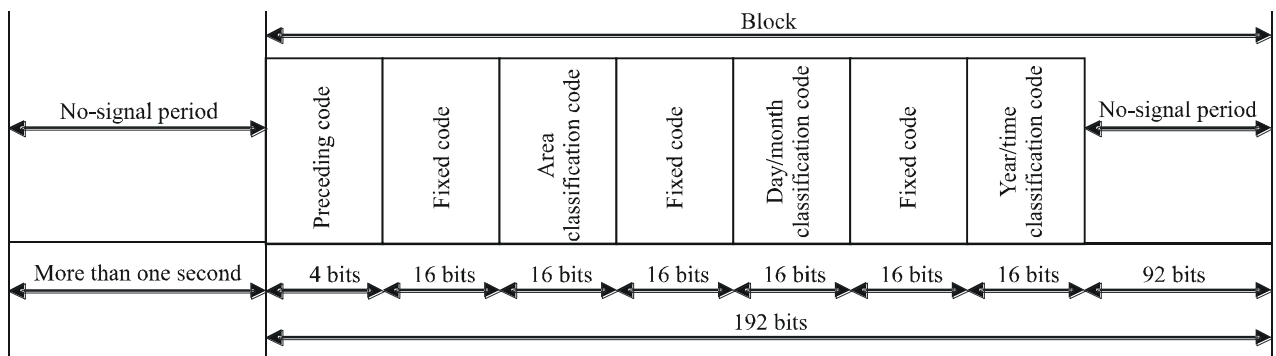 Block
No-signal period
Preceding code
Fixed code
Area
classification code
Fixed code
Day/month
classification code
Fixed code
Year/time
classification code
No-signal period
More than one second
4 bits
16 bits
16 bits
16 bits
16 bits
16 bits
16 bits
92 bits
192 bits